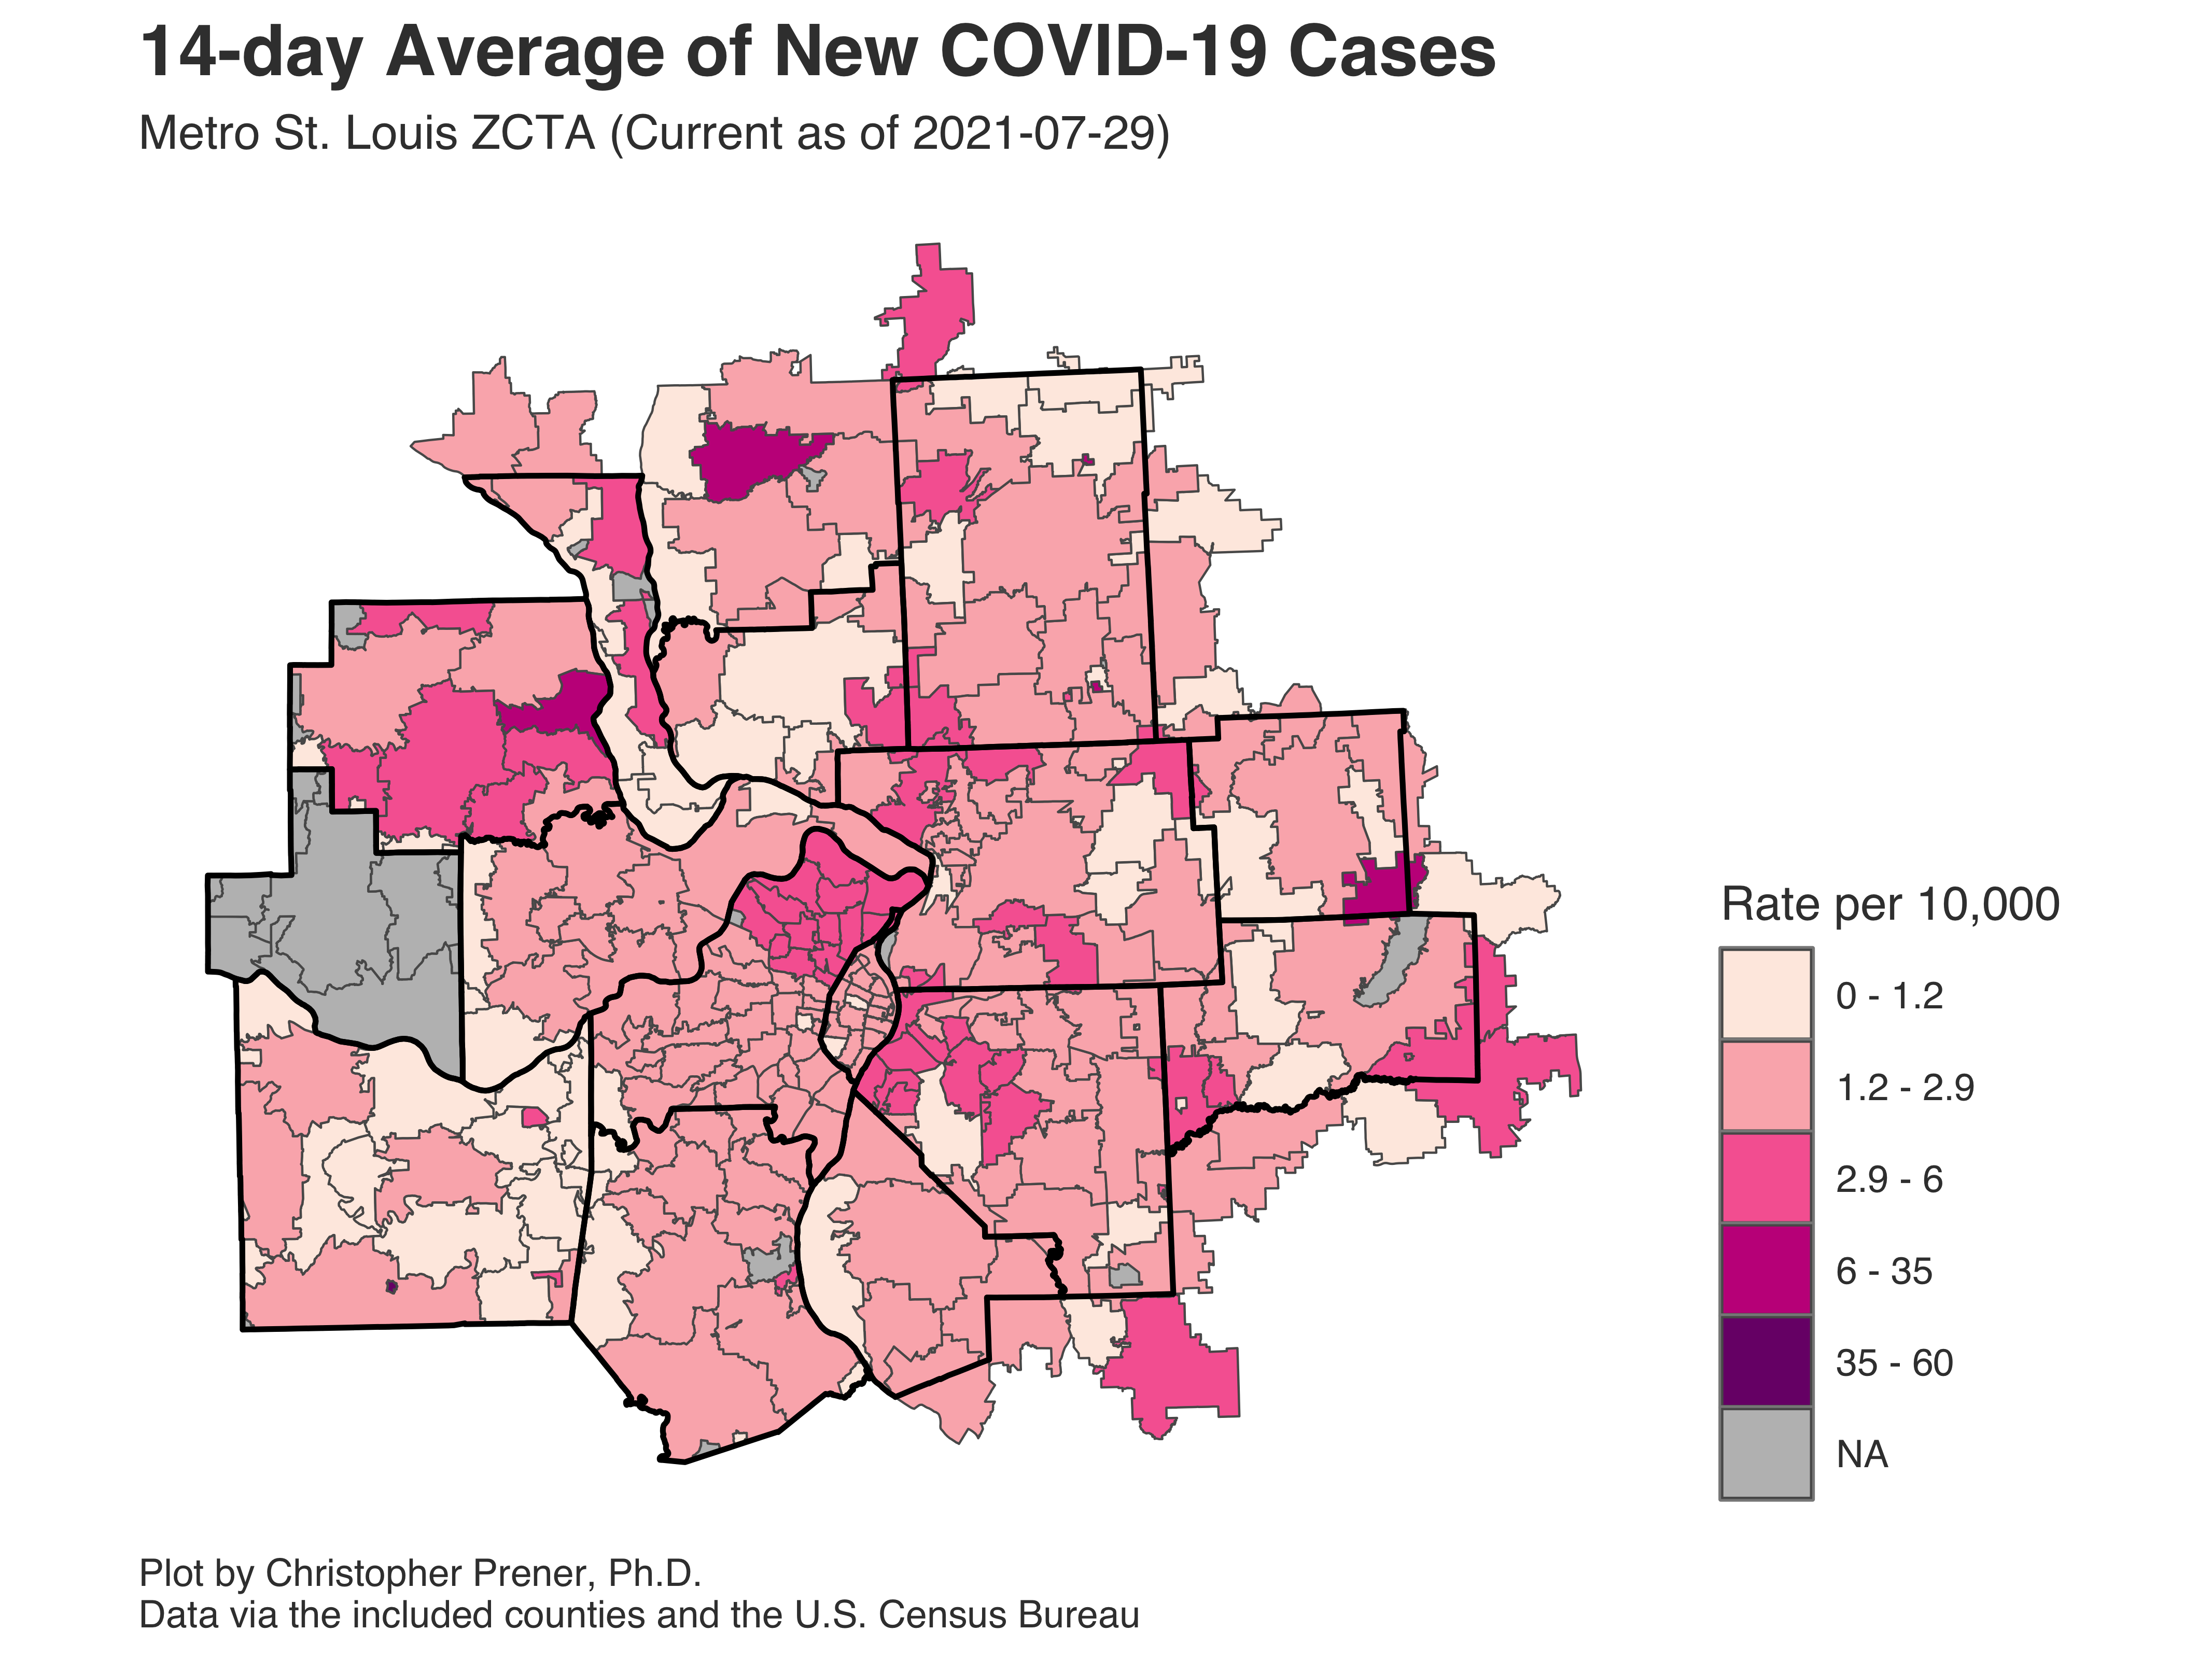 14-day Average of New COVID-19 Cases
Metro St. Louis ZCTA (Current as of 2021-07-29)
Rate per 10,000
0 - 1.2
1.2 - 2.9
2.9 - 6
6 - 35
35 - 60
NA
Plot by Christopher Prener, Ph.D.
Data via the included counties and the U.S. Census Bureau